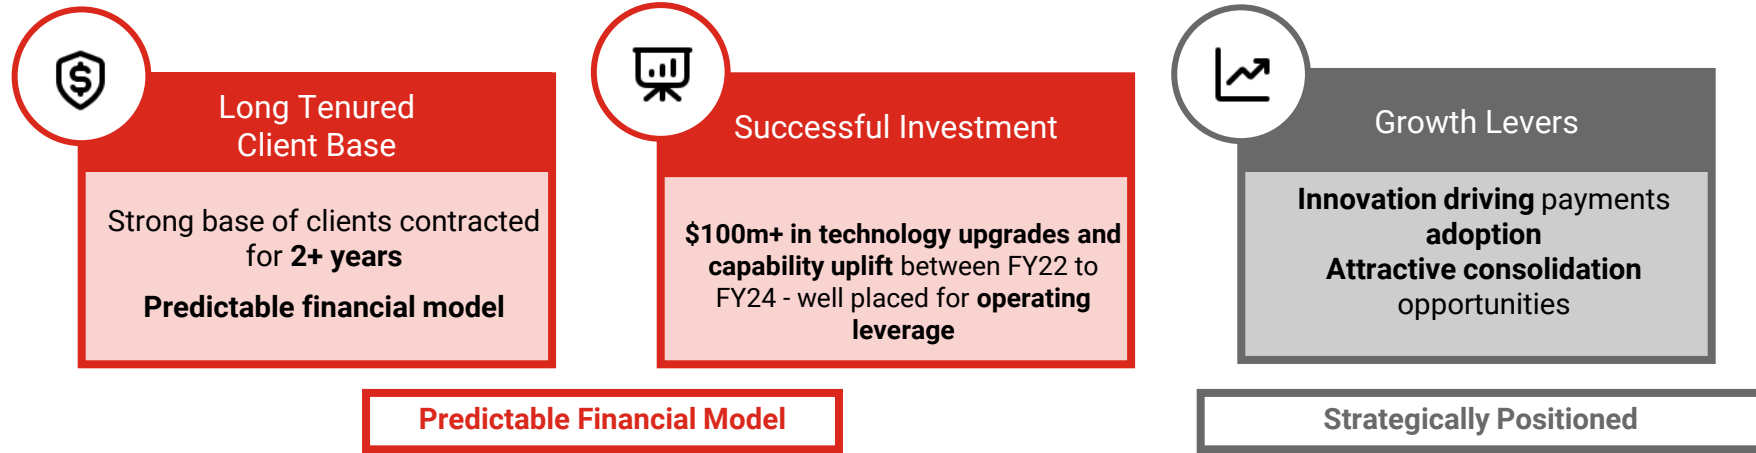 Long Tenured
Client Base
Strong base of clients contracted
for 2+ years
Predictable financial model
Successful Investment
$100m+ in technology upgrades and
capability uplift between FY22 to
FY24 - well placed for operating
leverage
Growth Levers
Innovation driving payments
adoption
Attractive consolidation
opportunities
Predictable Financial Model
Strategically Positioned